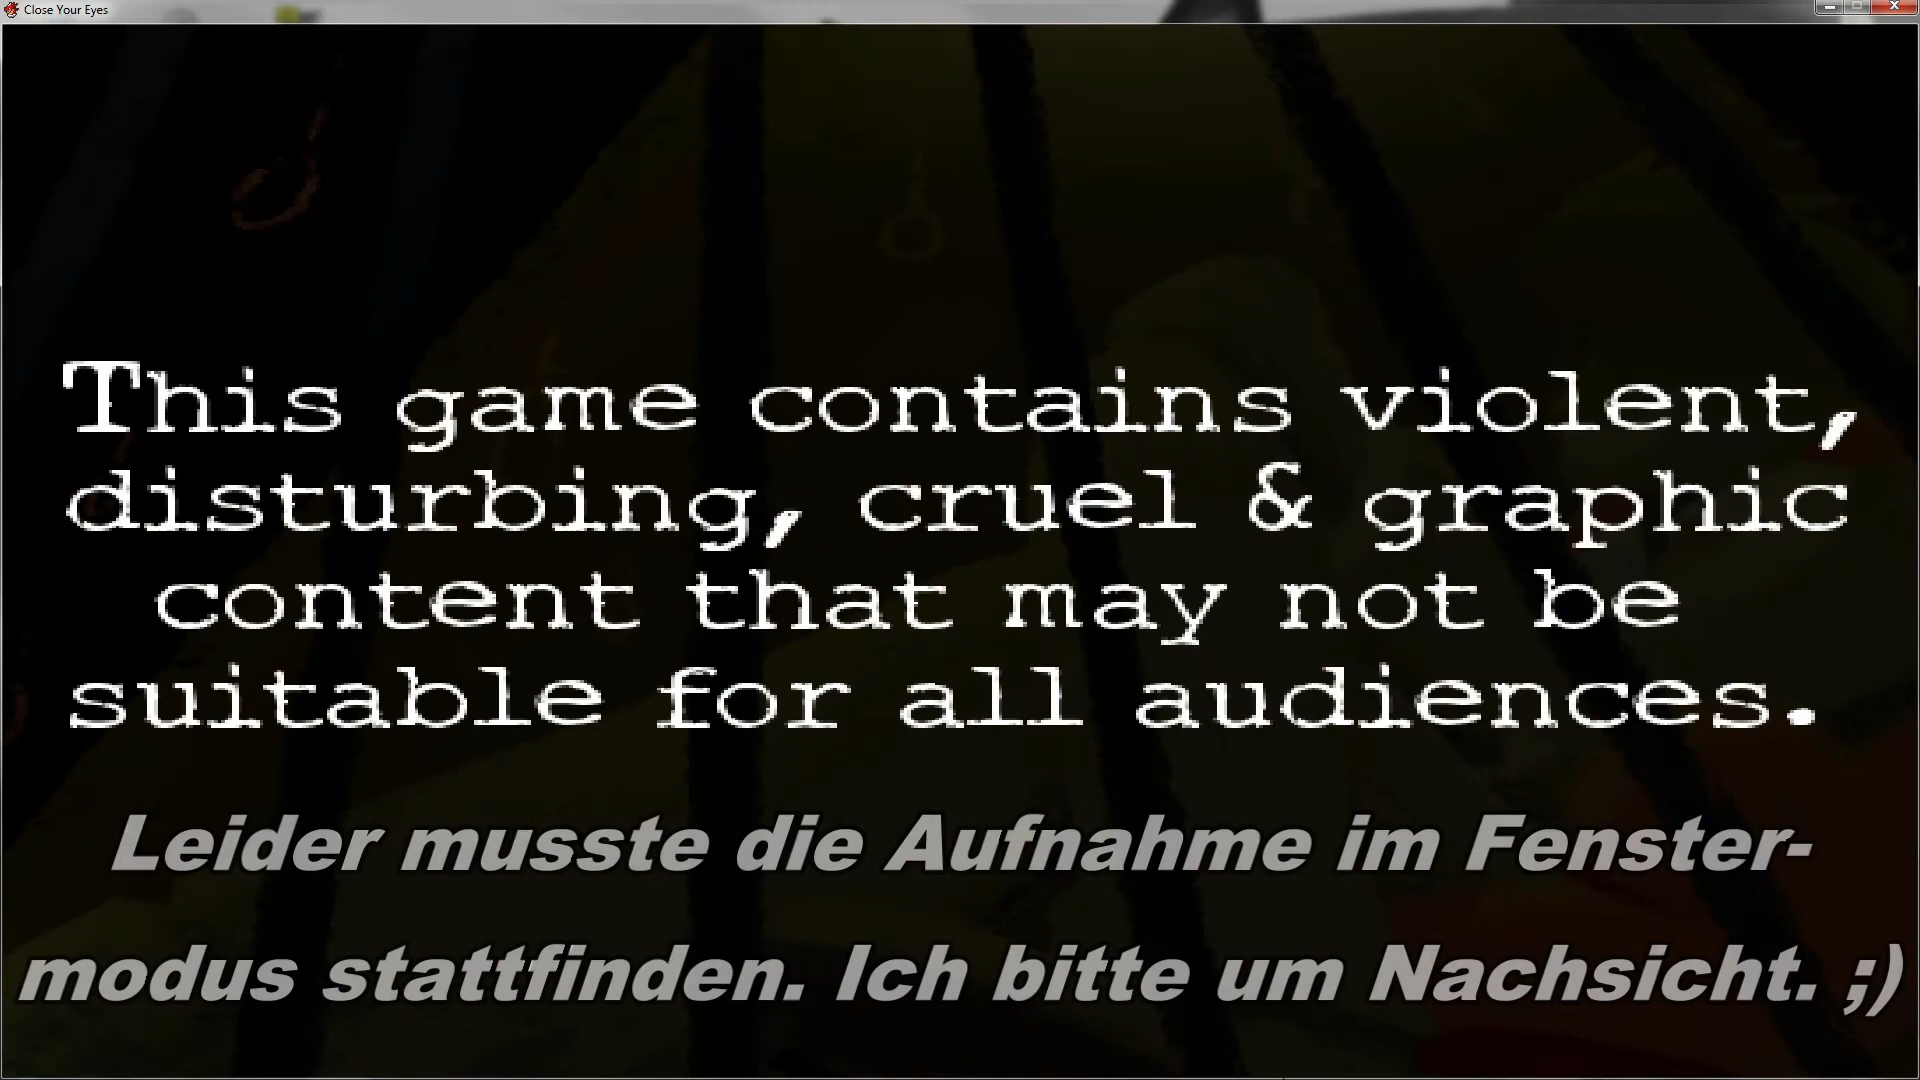 Close Your Eyes
This game contains violent,
disturbing, cruel & graphic
content that may not be
suitable for all audiences.
Leider musste die Aufnahme im Fenster-
modus stattfinden. Ich bitte um Nachsicht. ;)